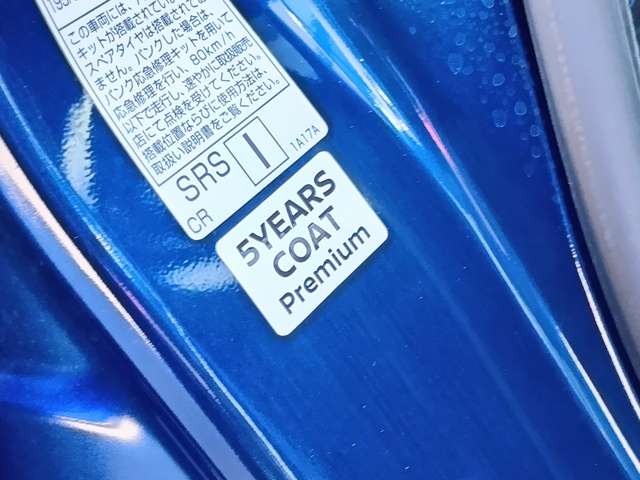 この車両には、
キットが搭載されてい
スペアタイヤは搭載され
ません。パンクした場合は
パンク応急修理キットを用いて
応急修理を行い、80km/h
以下で走行し、速やかに取扱販売
店にて点検を受けてください。
搭載位置ならびに使用方法は、
取扱い説明書をご覧ください。
SRS I
1A17A
CR
5YEARS
COAT
Premium